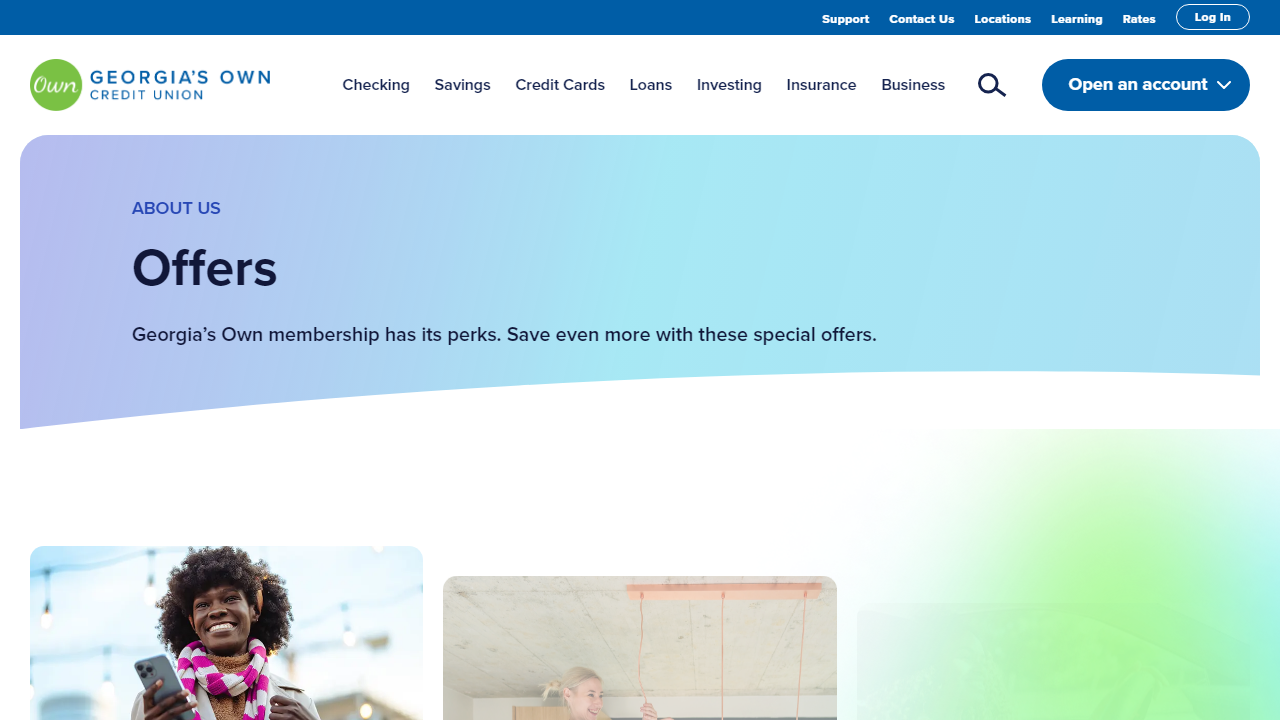 Support
Contact Us
Locations
Learning
Rates
Log In
Own
GEORGIA'S OWN
CREDIT UNION
Checking
Savings
Credit Cards
Loans
Investing
Insurance
Business
Open an account
ABOUT US
Offers
Georgia’s Own membership has its perks. Save even more with these special offers.